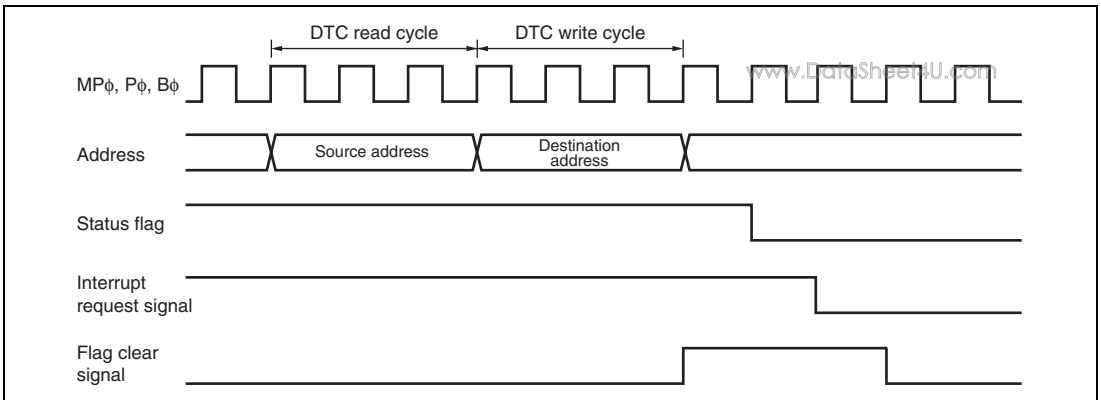 DTC read cycle
DTC write cycle
MPϕ, Pϕ, Bϕ
www.DataSheet4U.com
Address
Source address
Destination
address
Status flag
Interrupt
request signal
Flag clear
signal